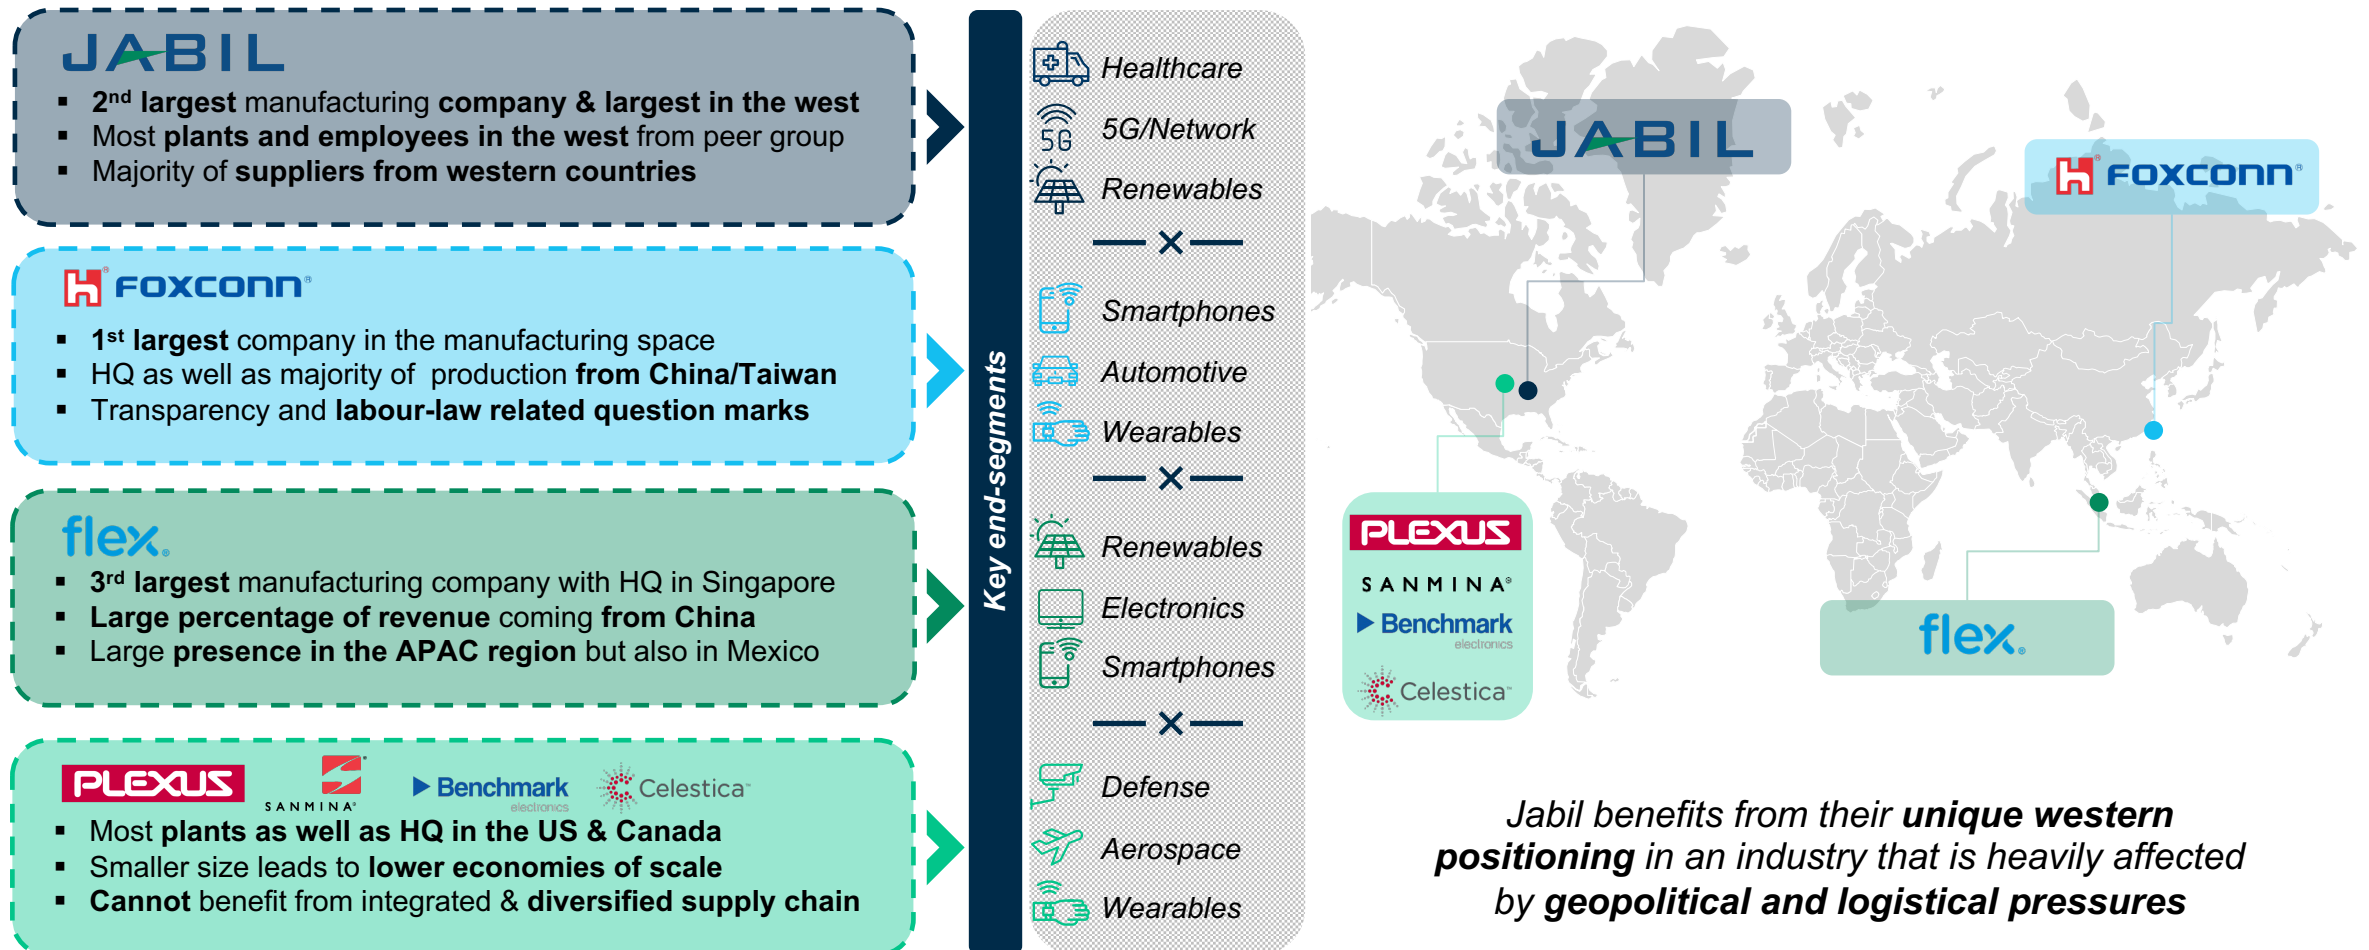 JABIL
▪ 2nd largest manufacturing company & largest in the west
▪ Most plants and employees in the west from peer group
▪ Majority of suppliers from western countries
FOXCONN®
▪ 1st largest company in the manufacturing space
▪ HQ as well as majority of production from China/Taiwan
▪ Transparency and labour-law related question marks
flex®
▪ 3rd largest manufacturing company with HQ in Singapore
▪ Large percentage of revenue coming from China
▪ Large presence in the APAC region but also in Mexico
PLEXUS
SANMINA®
Benchmark
electronics
Celestica™
▪ Most plants as well as HQ in the US & Canada
▪ Smaller size leads to lower economies of scale
▪ Cannot benefit from integrated & diversified supply chain
Key end-segments
Healthcare
5G
5G/Network
Renewables
Smartphones
Automotive
Wearables
Renewables
Electronics
Smartphones
Defense
Aerospace
Wearables
JABIL
FOXCONN®
PLEXUS
SANMINA®
Benchmark
electronics
Celestica™
flex®
Jabil benefits from their unique western
positioning in an industry that is heavily affected
by geopolitical and logistical pressures